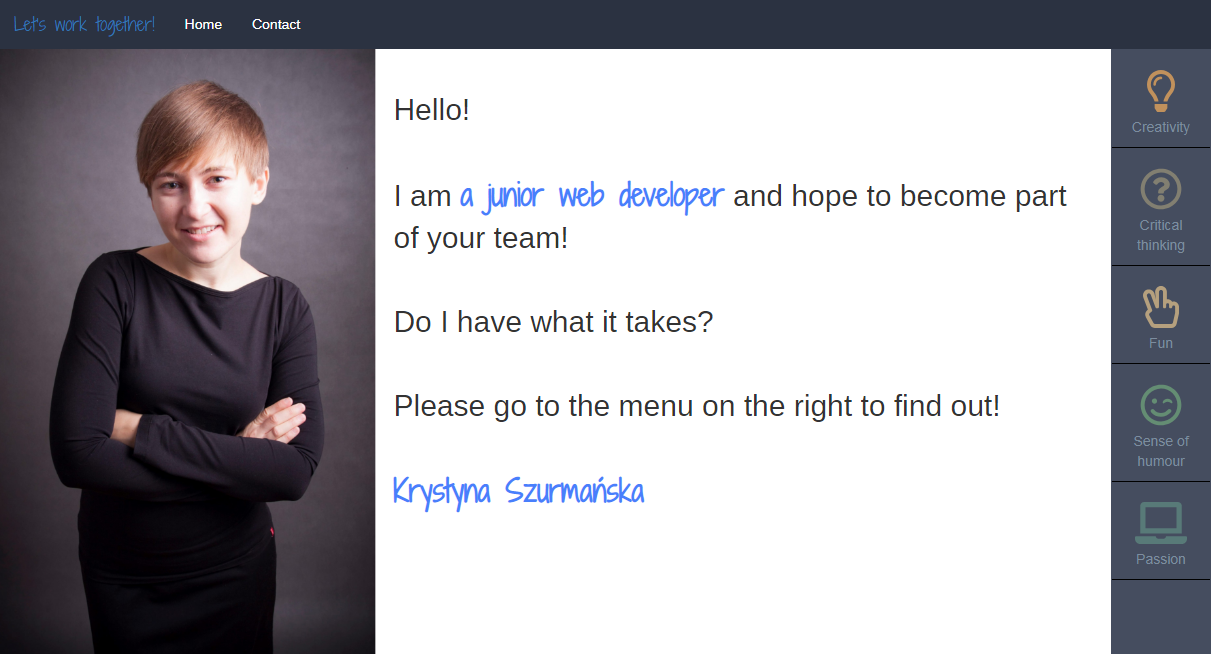 Let's work together! Home Contact
Hello!
I am a junior web developer and hope to become part
of your team!
Do I have what it takes?
Please go to the menu on the right to find out!
Krystyna Szurmańska
Creativity
Critical
thinking
Fun
Sense of
humour
Passion